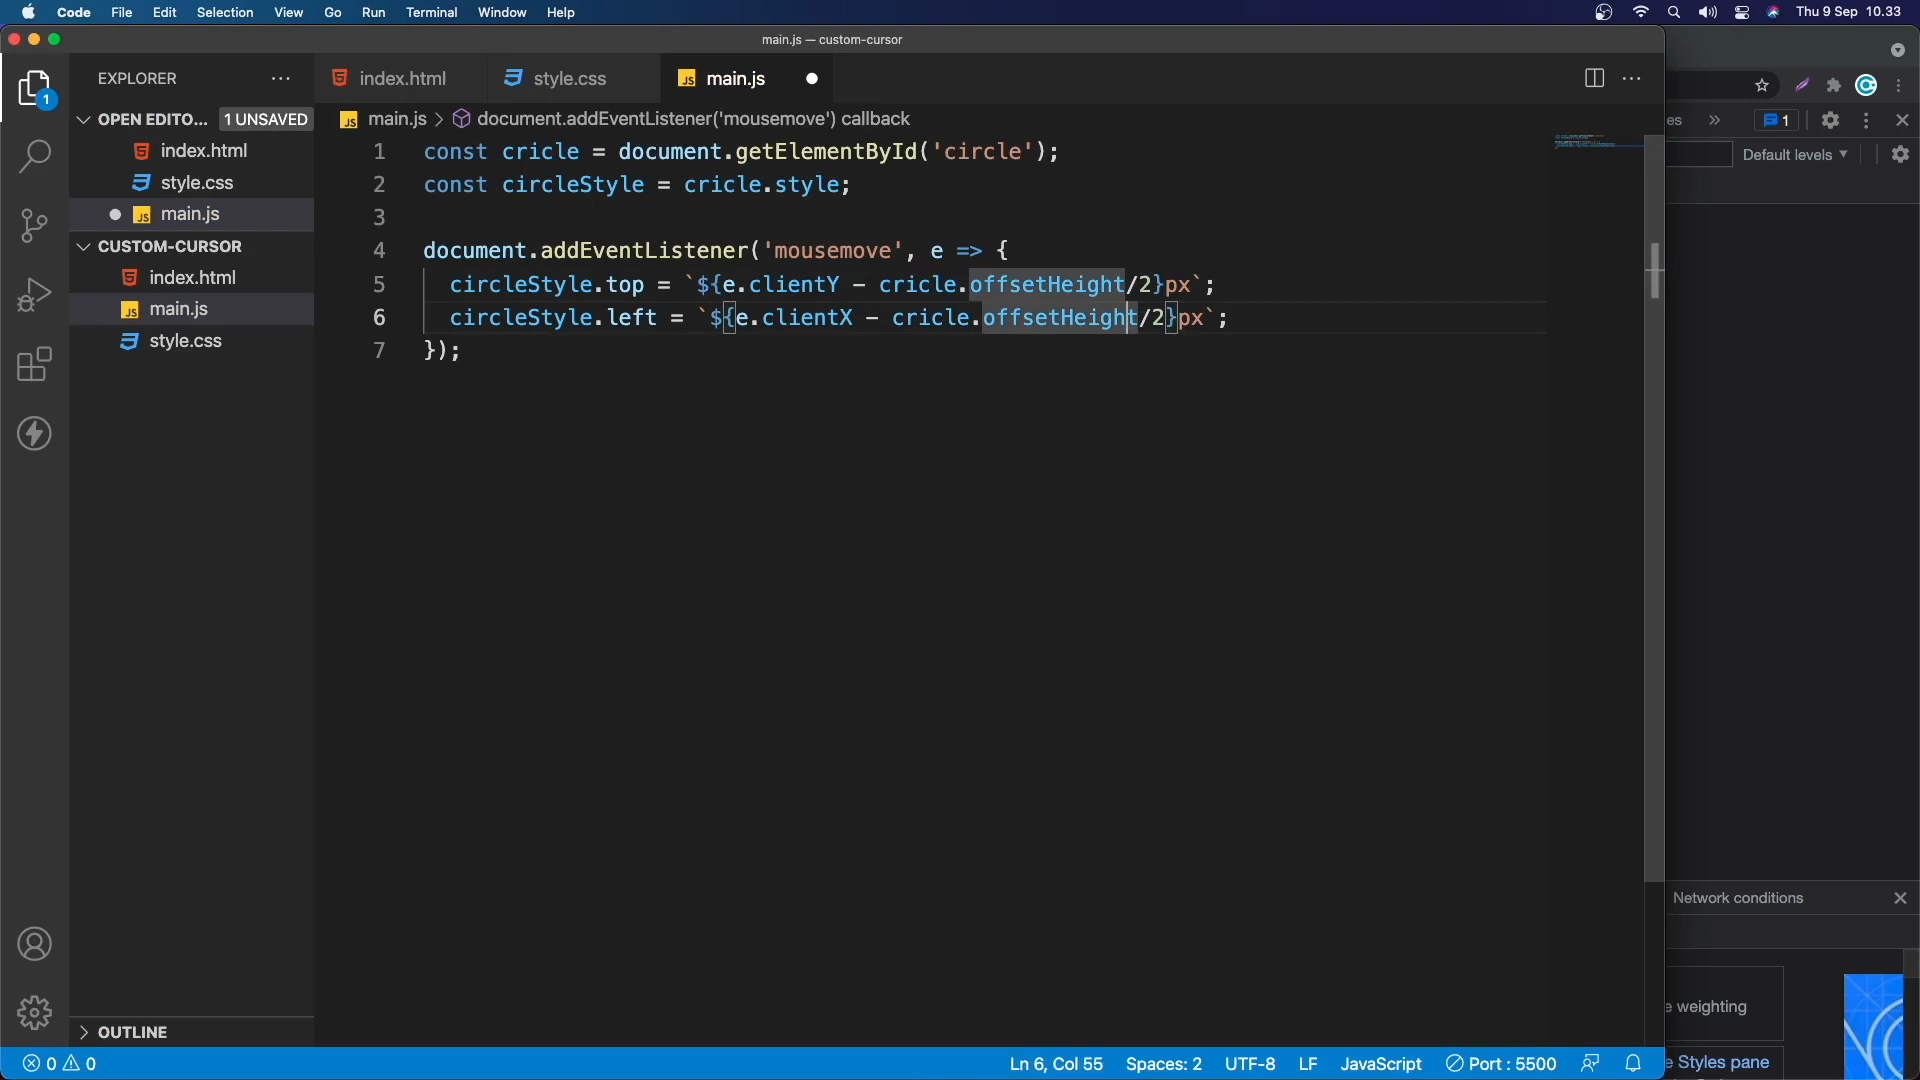 Code File Edit Selection View Go Run Terminal Window Help
Thu 9 Sep 10.33
main.js — custom-cursor
EXPLORER
index.html
style.css
main.js
OPEN EDITO... 1 UNSAVED
main.js > document.addEventListener('mousemove') callback
index.html
style.css
main.js
CUSTOM-CURSOR
index.html
main.js
style.css
1 const cricle = document.getElementById('circle');
2 const circleStyle = cricle.style;
3
4 document.addEventListener('mousemove', e => {
5 circleStyle.top = `${e.clientY - cricle.offsetHeight/2}px`;
6 circleStyle.left = `${e.clientX - cricle.offsetHeight/2}px`;
7 });
1
es » 1
Default levels
Network conditions
e weighting
e Styles pane
OUTLINE
0 0
Ln 6, Col 55 Spaces: 2 UTF-8 LF JavaScript Port : 5500